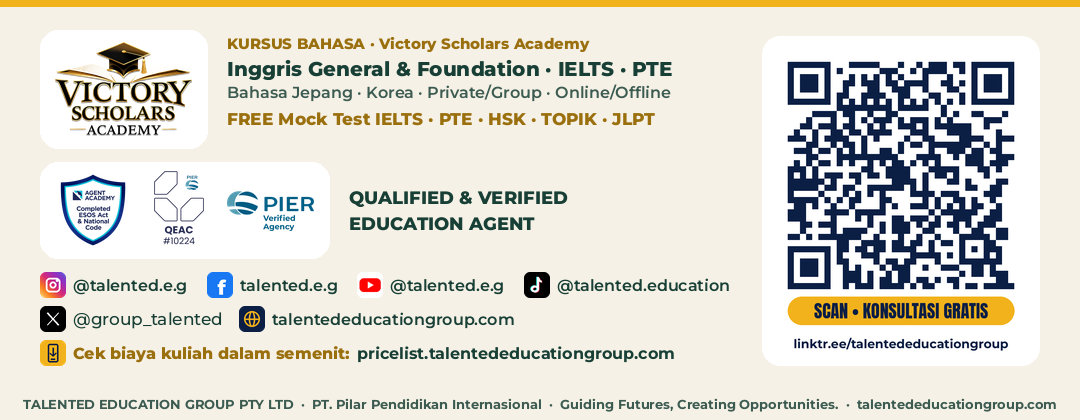 VICTORY
SCHOLARS
ACADEMY
KURSUS BAHASA · Victory Scholars Academy
Inggris General & Foundation · IELTS · PTE
Bahasa Jepang · Korea · Private/Group · Online/Offline
FREE Mock Test IELTS · PTE · HSK · TOPIK · JLPT
AGENT
ACADEMY
Completed
ESOS Act
& National
Code
PIER
QEAC
#10224
PIER
Verified
Agency
QUALIFIED & VERIFIED
EDUCATION AGENT
@talented.e.g talented.e.g @talented.e.g @talented.education
@group_talented talentededucationgroup.com
Cek biaya kuliah dalam semenit: pricelist.talentededucationgroup.com
SCAN • KONSULTASI GRATIS
linktr.ee/talentededucationgroup
TALENTED EDUCATION GROUP PTY LTD · PT. Pilar Pendidikan Internasional · Guiding Futures, Creating Opportunities. · talentededucationgroup.com